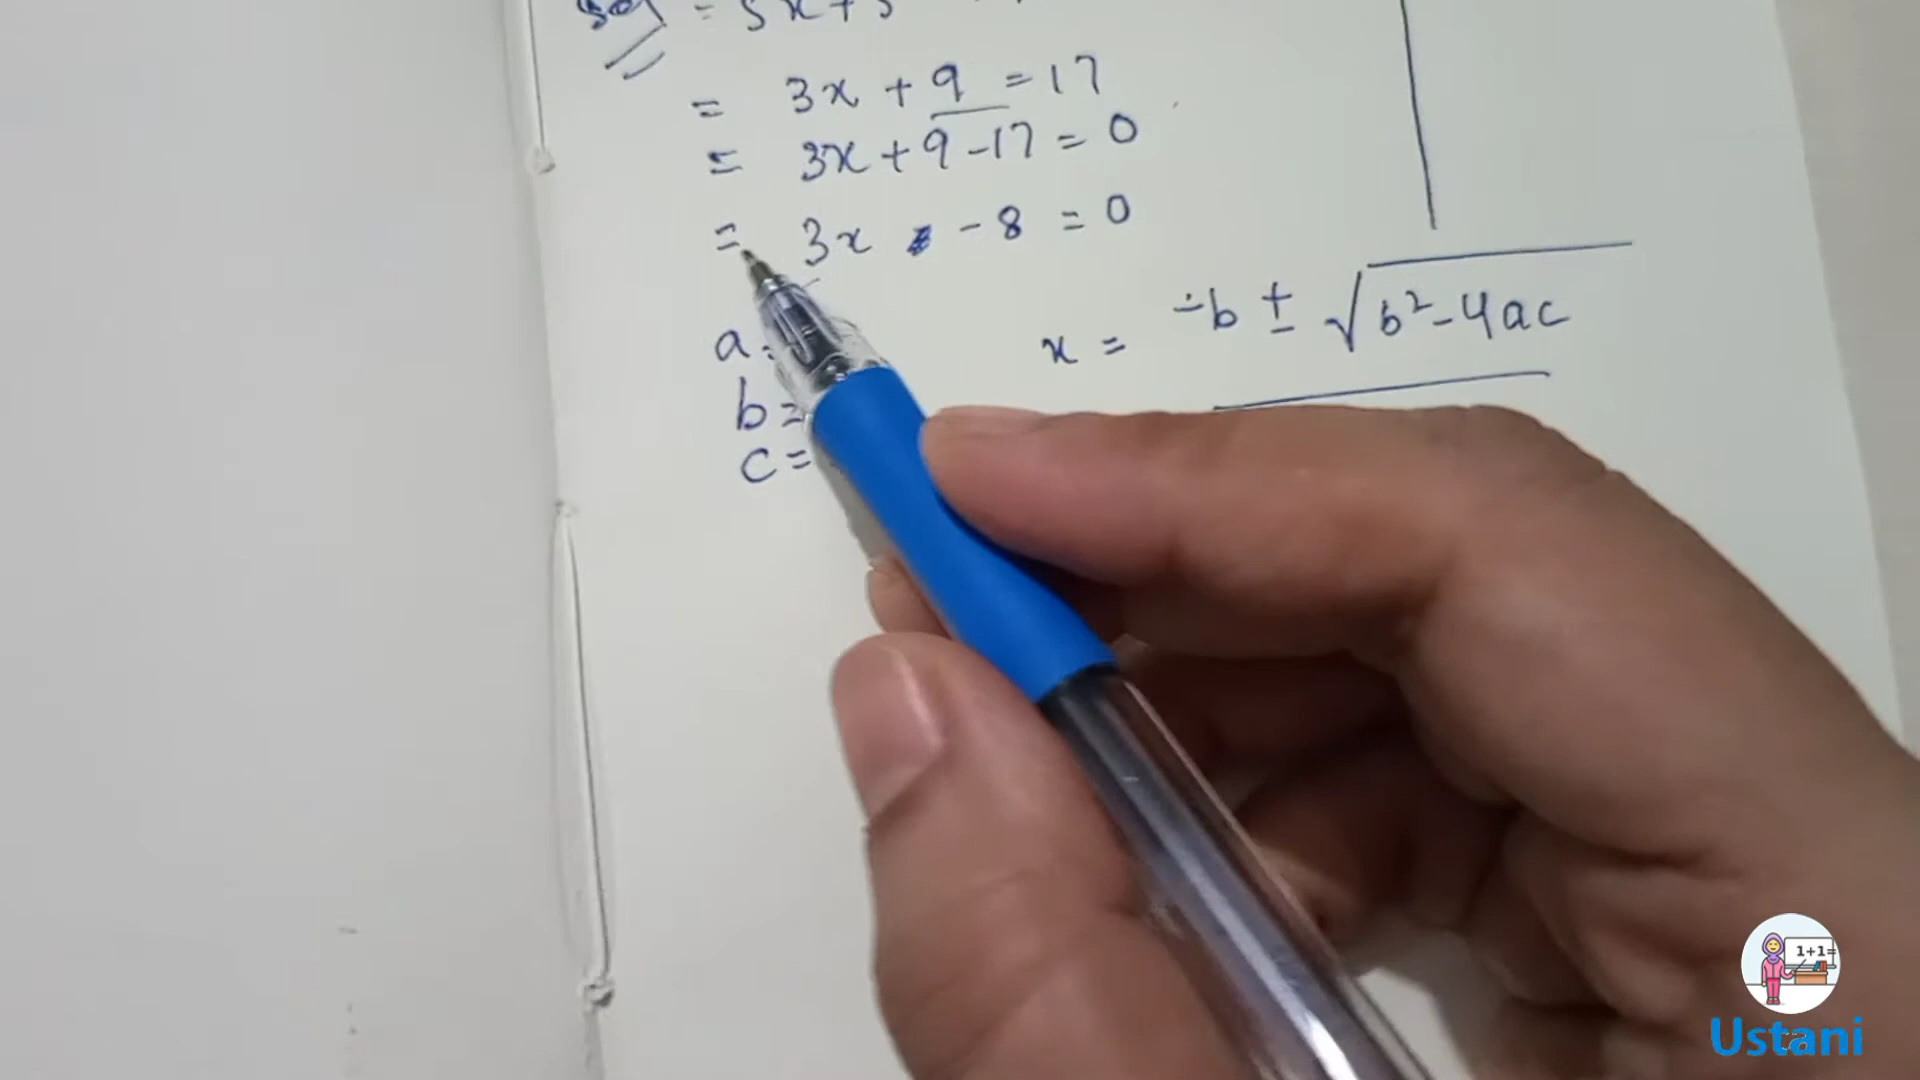 = 3x + 9 = 17
= 3x + 9 - 17 = 0
= 3x - 8 = 0
a =
b =
c =
x = -b ± √b²-4ac
1+1=
Ustani